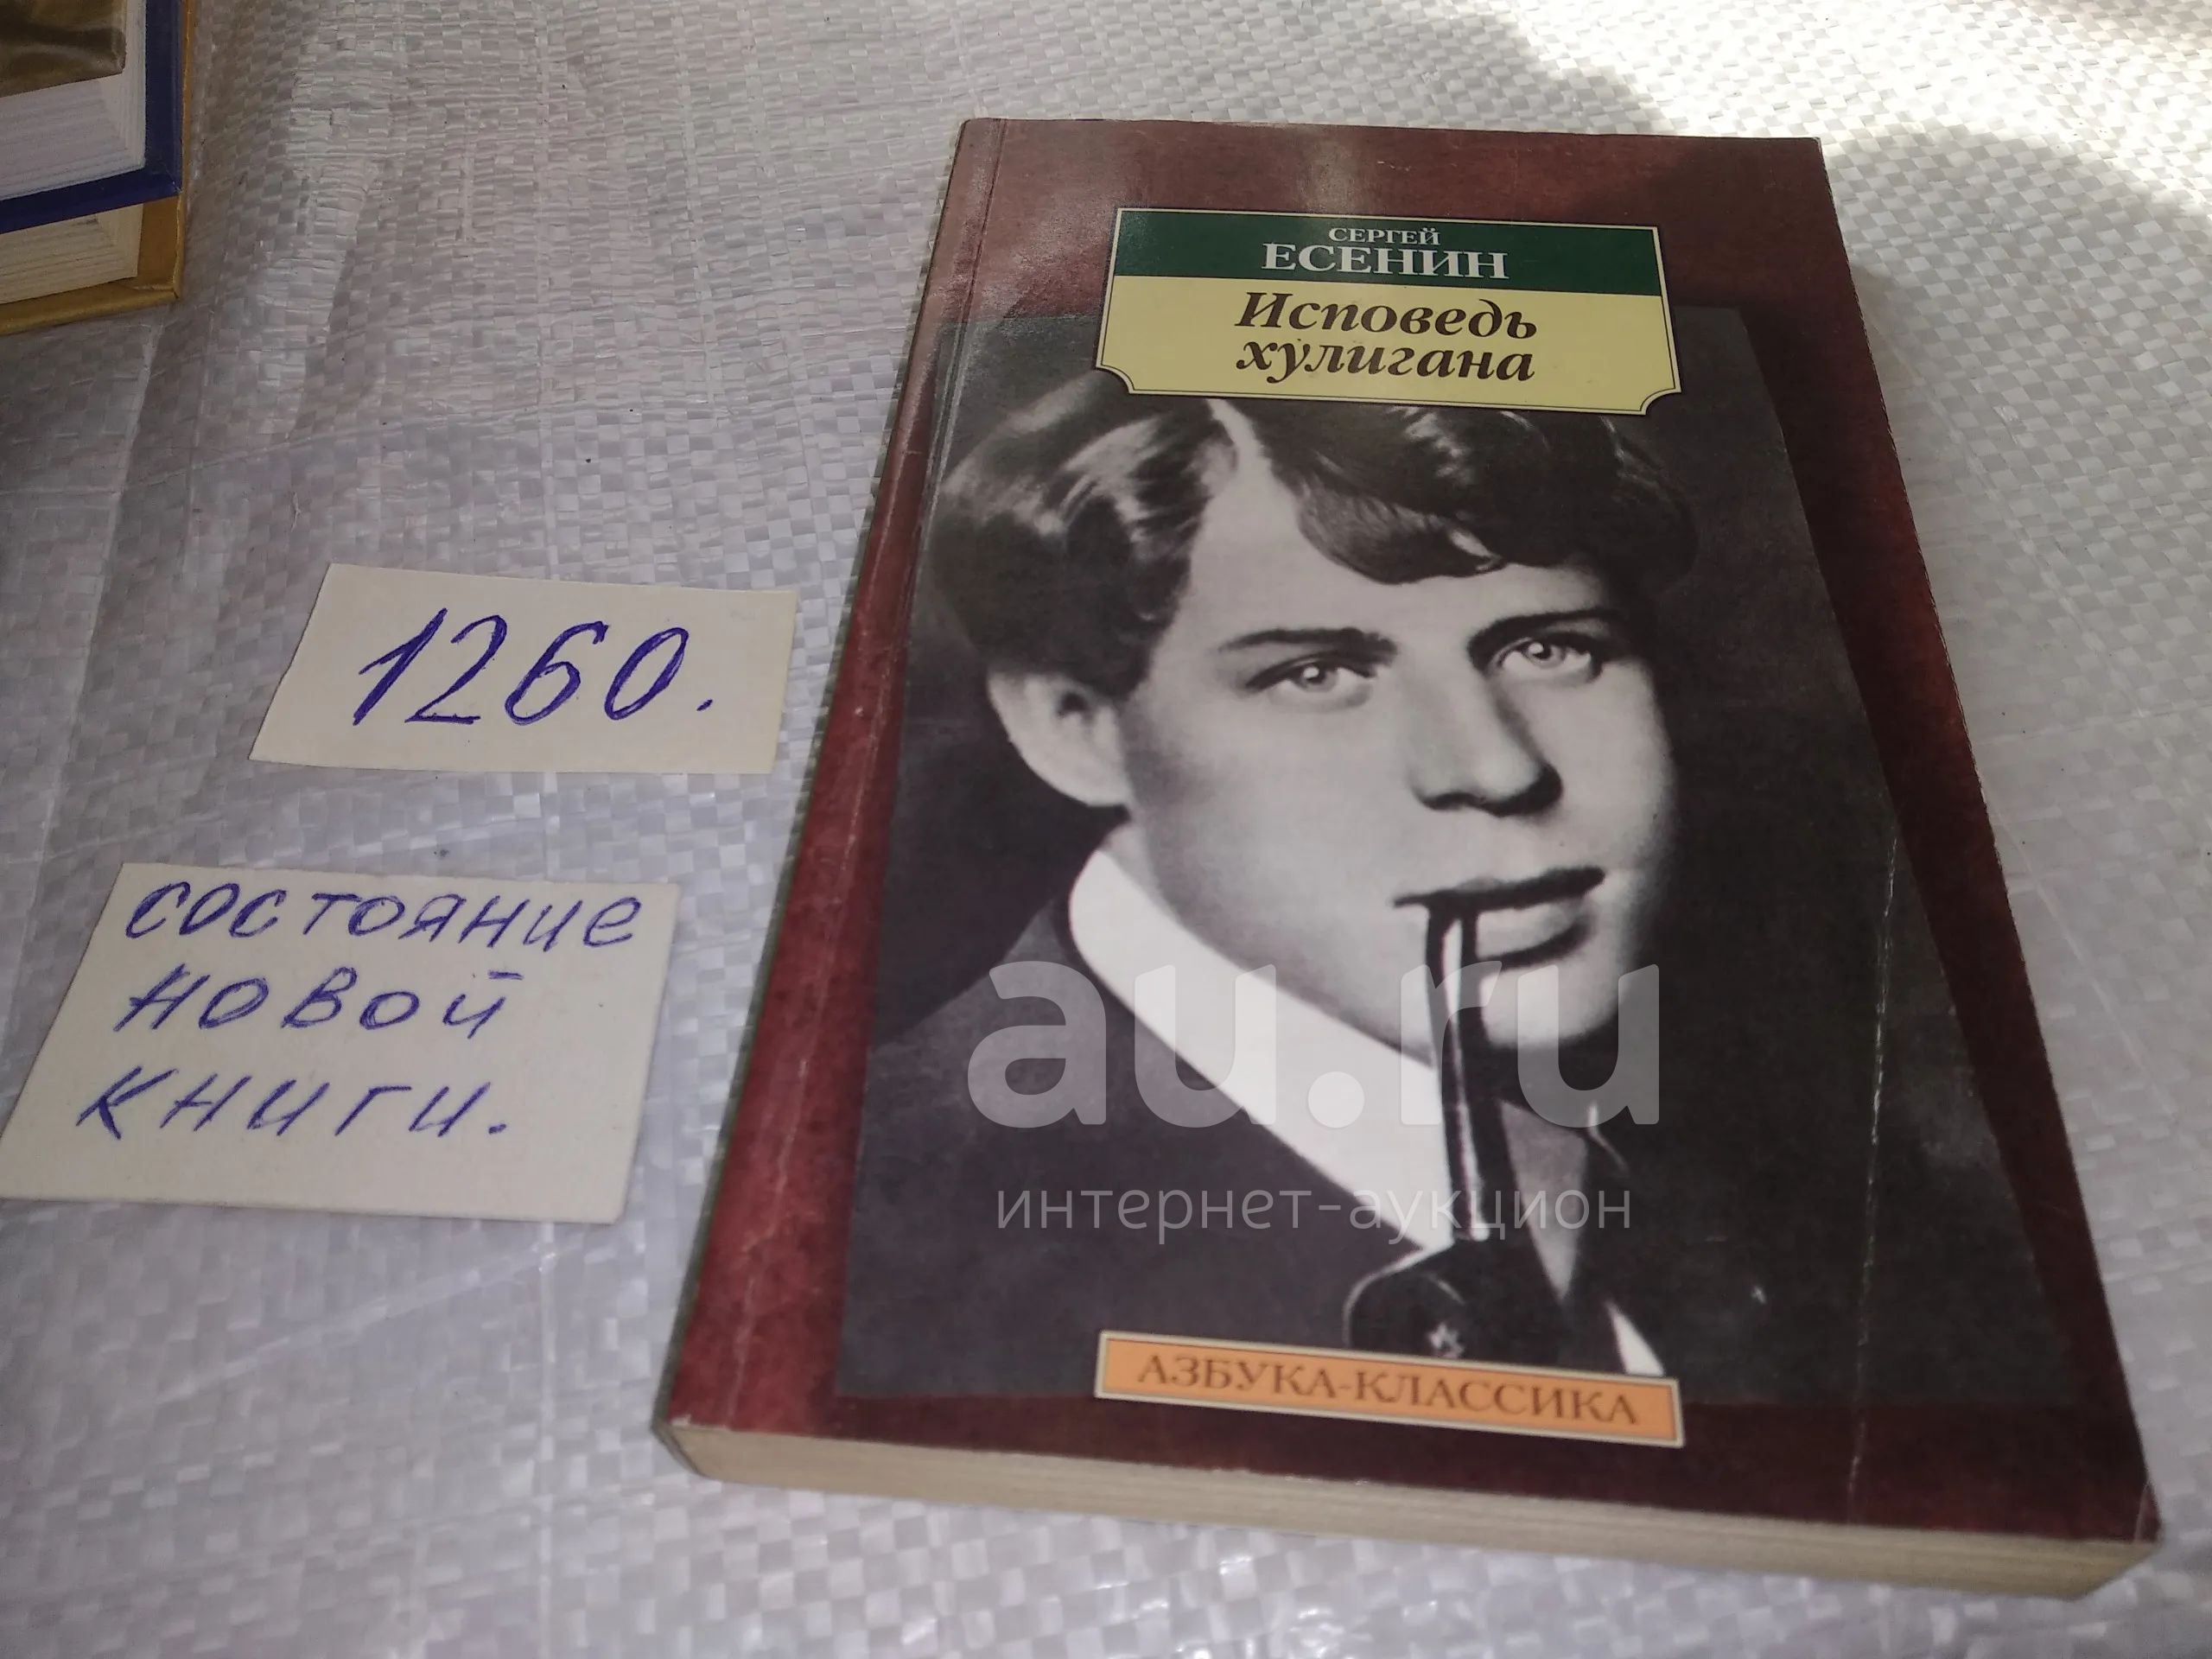 СЕРГЕЙ
ЕСЕНИН
Исповедь
хулигана
1260.
состояние
новой
книги.
au.ru
интернет-аукцион
АЗБУКА-КЛАССИКА